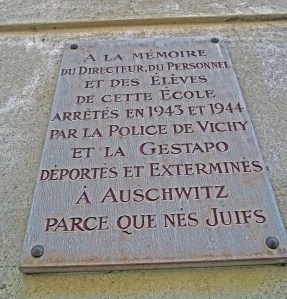 À LA MÉMOIRE
DU DIRECTEUR, DU PERSONNEL
ET DES ÉLÈVES
DE CETTE ÉCOLE
ARRÊTÉS EN 1943 ET 1944
PAR LA POLICE DE VICHY
ET LA GESTAPO
DÉPORTÉS ET EXTERMINÉS
À AUSCHWITZ
PARCE QUE NÉS JUIFS